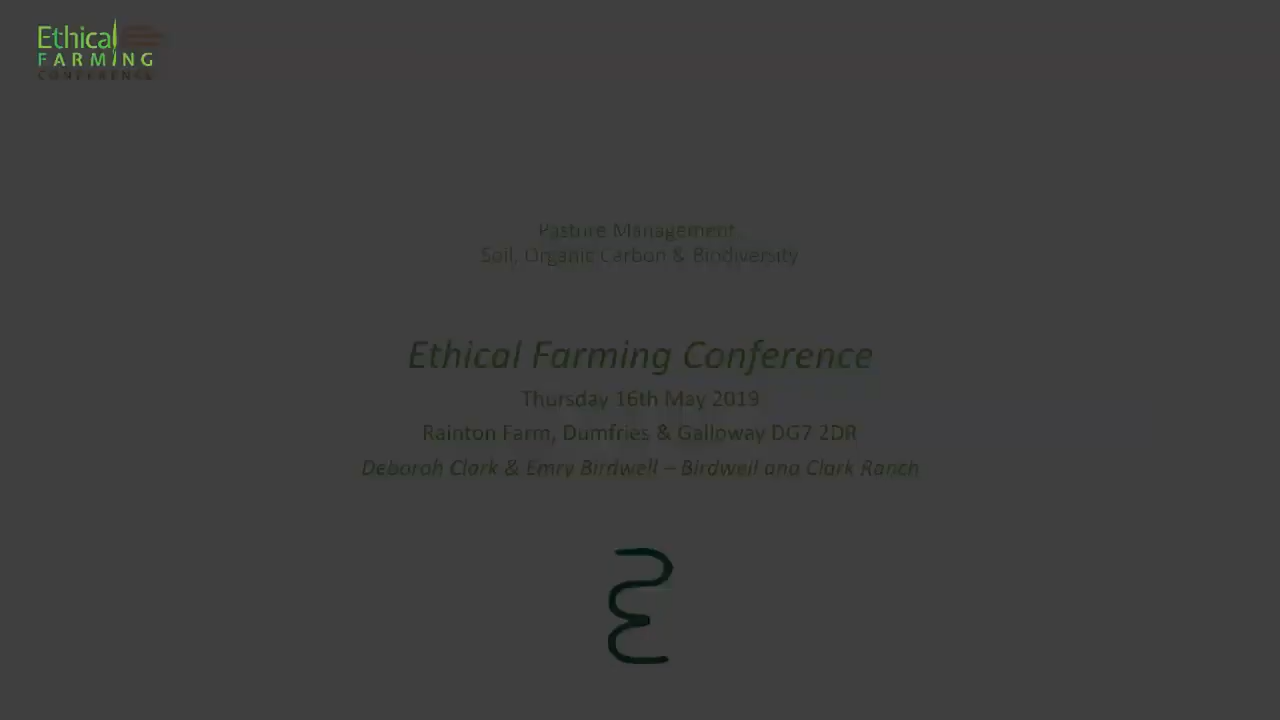 Ethical
FARMING
CONFERENCE
Pasture Management
Soil, Organic Carbon & Biodiversity
Ethical Farming Conference
Thursday 16th May 2019
Rainton Farm, Dumfries & Galloway DG7 2DR
Deborah Clark & Emry Birdwell – Birdwell and Clark Ranch